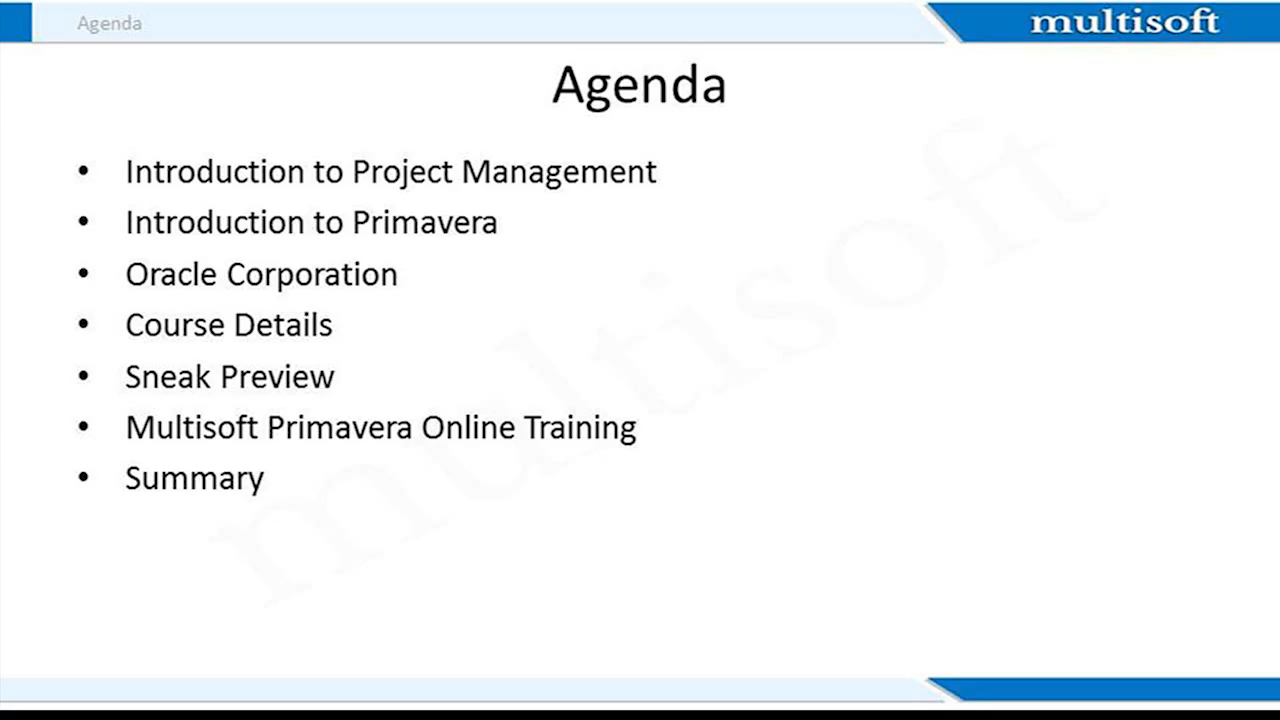 Agenda
multisoft
Agenda
• Introduction to Project Management
• Introduction to Primavera
• Oracle Corporation
• Course Details
• Sneak Preview
• Multisoft Primavera Online Training
• Summary
multisoft